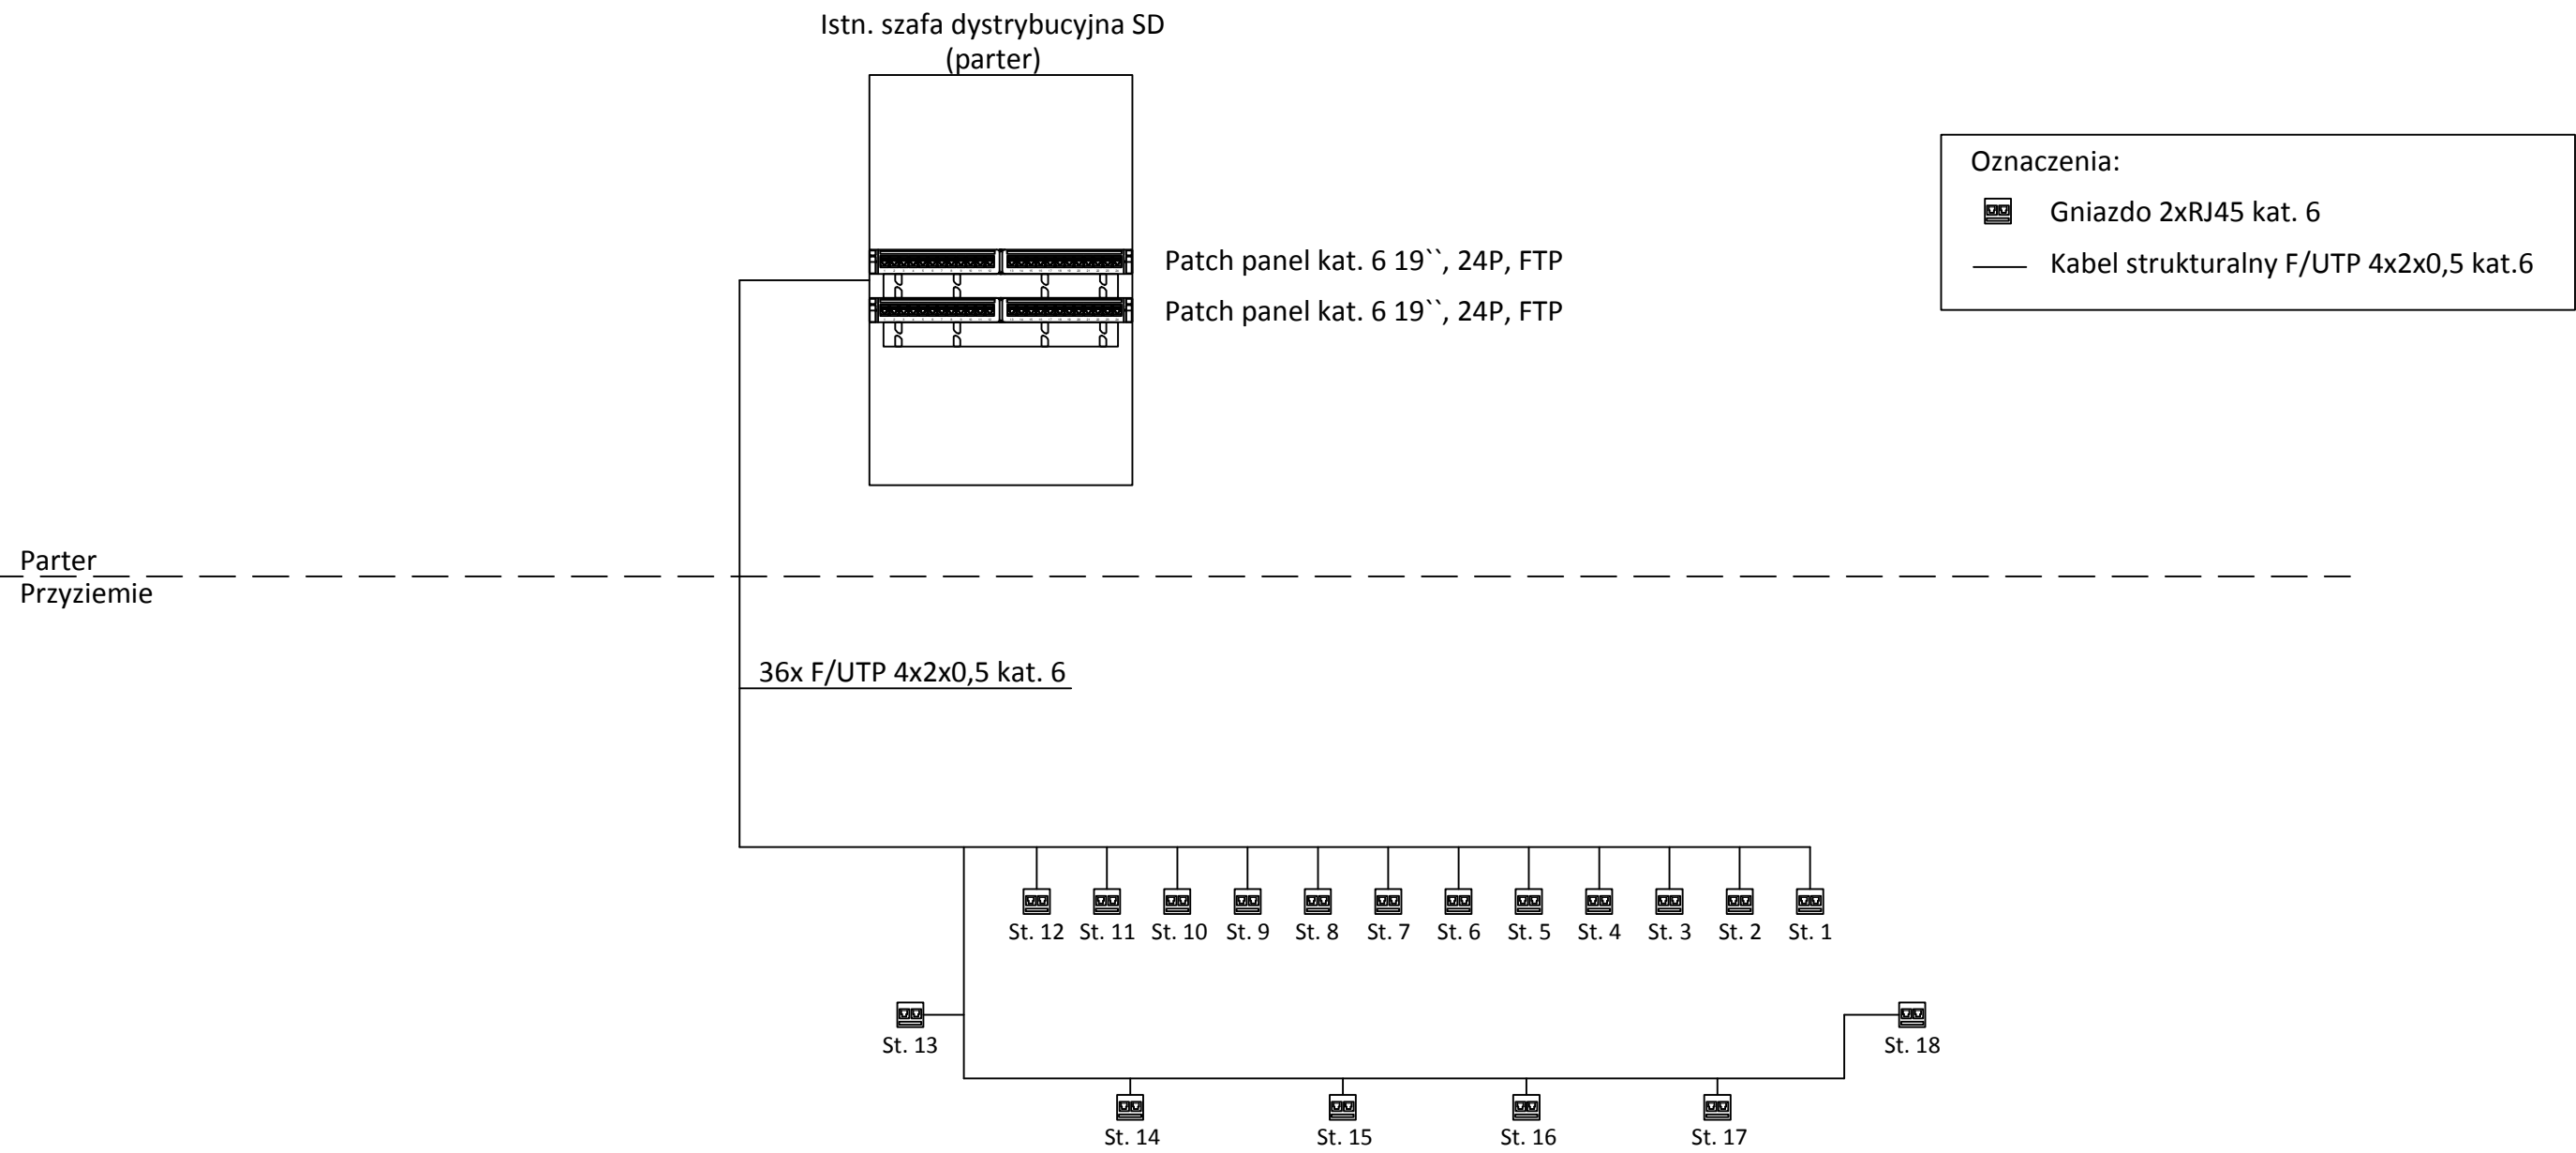 Istn. szafa dystrybucyjna SD
(parter)
Oznaczenia:
Gniazdo 2xRJ45 kat. 6
Kabel strukturalny F/UTP 4x2x0,5 kat.6
Patch panel kat. 6 19``, 24P, FTP
Patch panel kat. 6 19``, 24P, FTP
Parter
Przyziemie
36x F/UTP 4x2x0,5 kat. 6
St. 12 St. 11 St. 10 St. 9 St. 8 St. 7 St. 6 St. 5 St. 4 St. 3 St. 2 St. 1
St. 13 St. 18
St. 14 St. 15 St. 16 St. 17